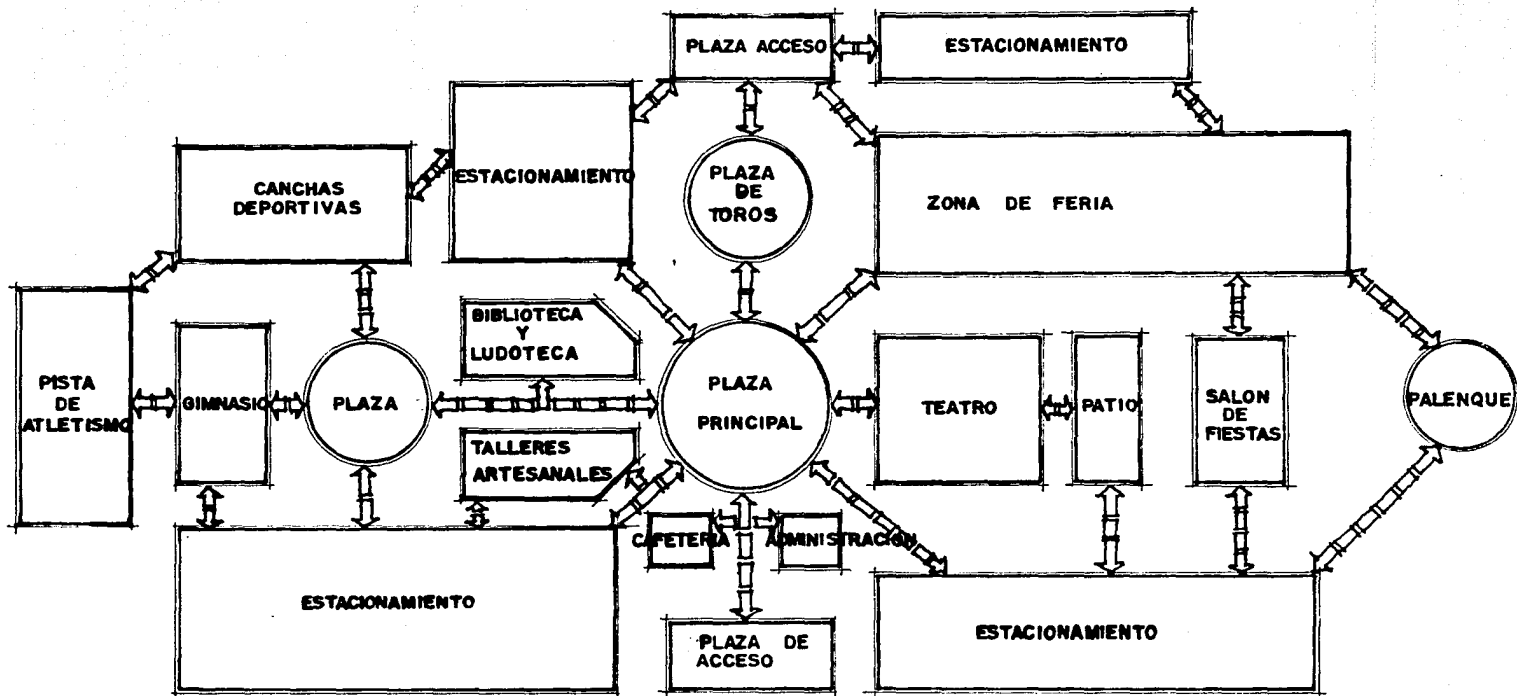 PLAZA ACCESO
ESTACIONAMIENTO
ESTACIONAMIENTO
CANCHAS
DEPORTIVAS
PLAZA
DE
TOROS
ZONA DE FERIA
BIBLIOTECA
Y
LUDOTECA
PISTA
DE
ATLETISMO
GIMNASIO
PLAZA
PLAZA
PRINCIPAL
TEATRO
PATIO
SALON
DE
FIESTAS
PALENQUE
TALLERES
ARTESANALES
CAFETERIA
ADMINISTRACION
ESTACIONAMIENTO
PLAZA DE
ACCESO
ESTACIONAMIENTO